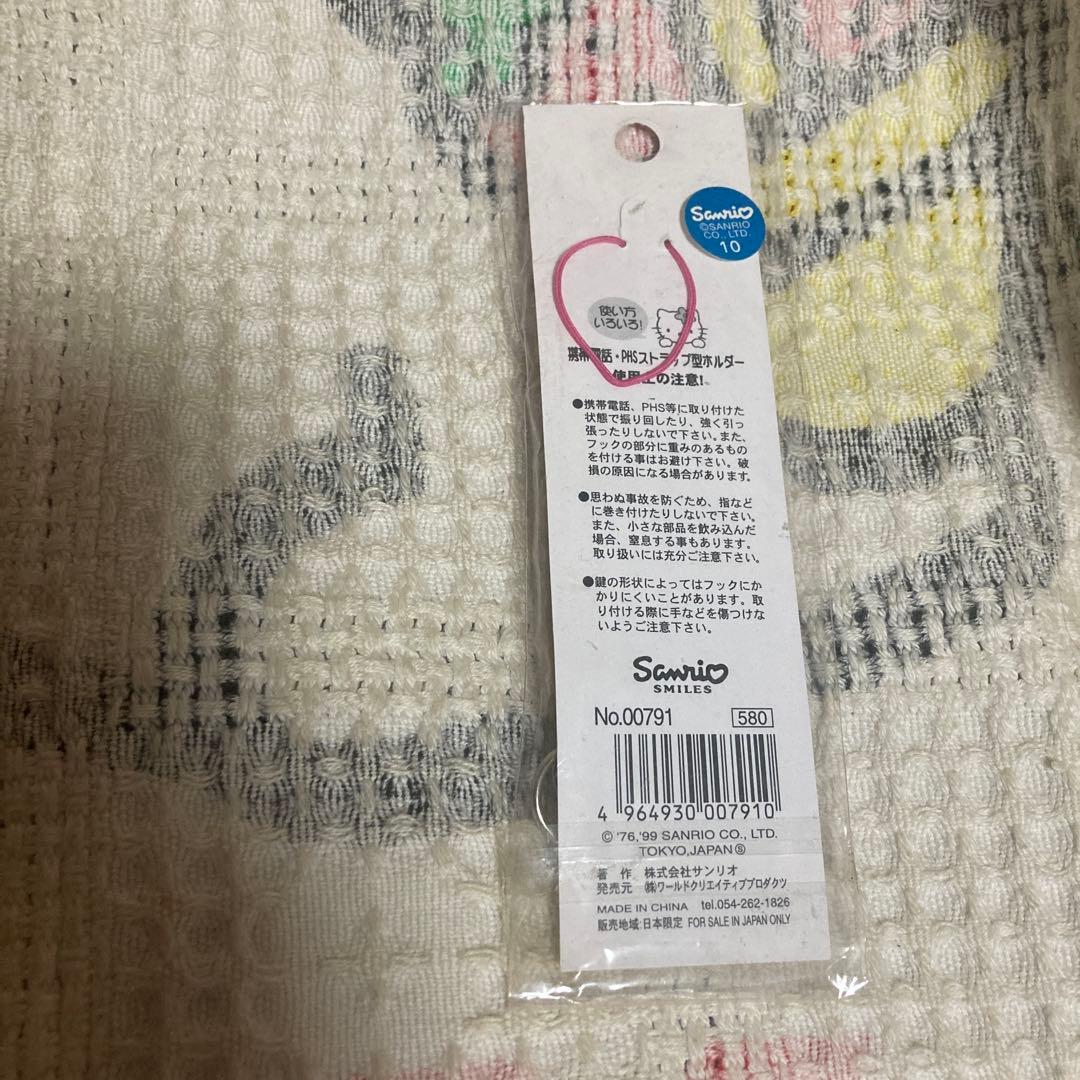 Sanrio
©SANRIO
CO., LTD.
10
使い方
いろいろ!
携帯電話・PHSストラップ型ホルダー
使用上の注意!
●携帯電話、PHS等に取り付けた
状態で振り回したり、強く引っ
張ったりしないで下さい。また、
フックの部分に重みのあるもの
を付ける事はお避け下さい。破
損の原因になる場合があります。
●思わぬ事故を防ぐため、指など
に巻き付けたりしないで下さい。
また、小さな部品を飲み込んだ
場合、窒息する事もあります。
取り扱いには充分ご注意下さい。
●鍵の形状によってはフックにか
かりにくいことがあります。取
り付ける際に手などを傷つけな
いようご注意下さい。
Sanrio
SMILES
No.00791 580
4 964930 007910
© '76,'99 SANRIO CO., LTD.
TOKYO,JAPAN Ⓢ
著 作 株式会社サンリオ
発売元 ㈱ワールドクリエイティブプロダクツ
MADE IN CHINA tel.054-262-1826
販売地域:日本限定 FOR SALE IN JAPAN ONLY